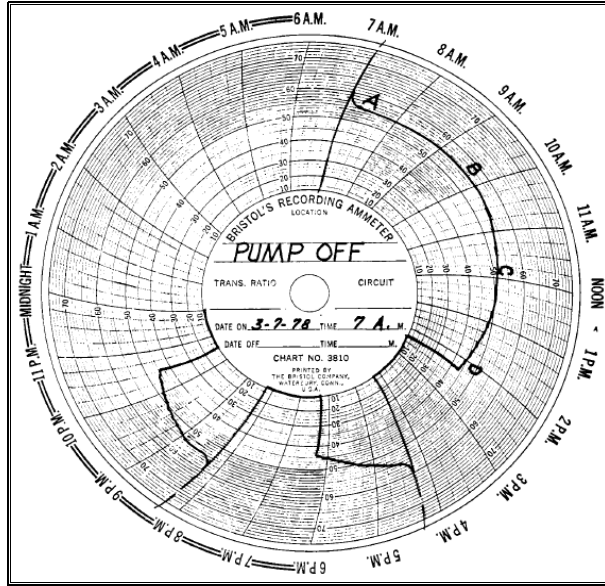 6 A.M.
7 A.M.
8 A.M.
9 A.M.
10 A.M.
11 A.M.
NOON
1 P.M.
2 P.M.
3 P.M.
4 P.M.
5 P.M.
6 P.M.
7 P.M.
8 P.M.
9 P.M.
10 P.M.
11 P.M.
MIDNIGHT
1 A.M.
2 A.M.
3 A.M.
4 A.M.
5 A.M.
A
B
C
D
BRISTOL'S RECORDING AMMETER
LOCATION
PUMP OFF
TRANS. RATIO CIRCUIT
DATE ON 3-7-78 TIME 7 A. M.
DATE OFF TIME M.
CHART NO. 3810
PRINTED BY
THE BRISTOL COMPANY,
WATERBURY, CONN.,
U.S.A.